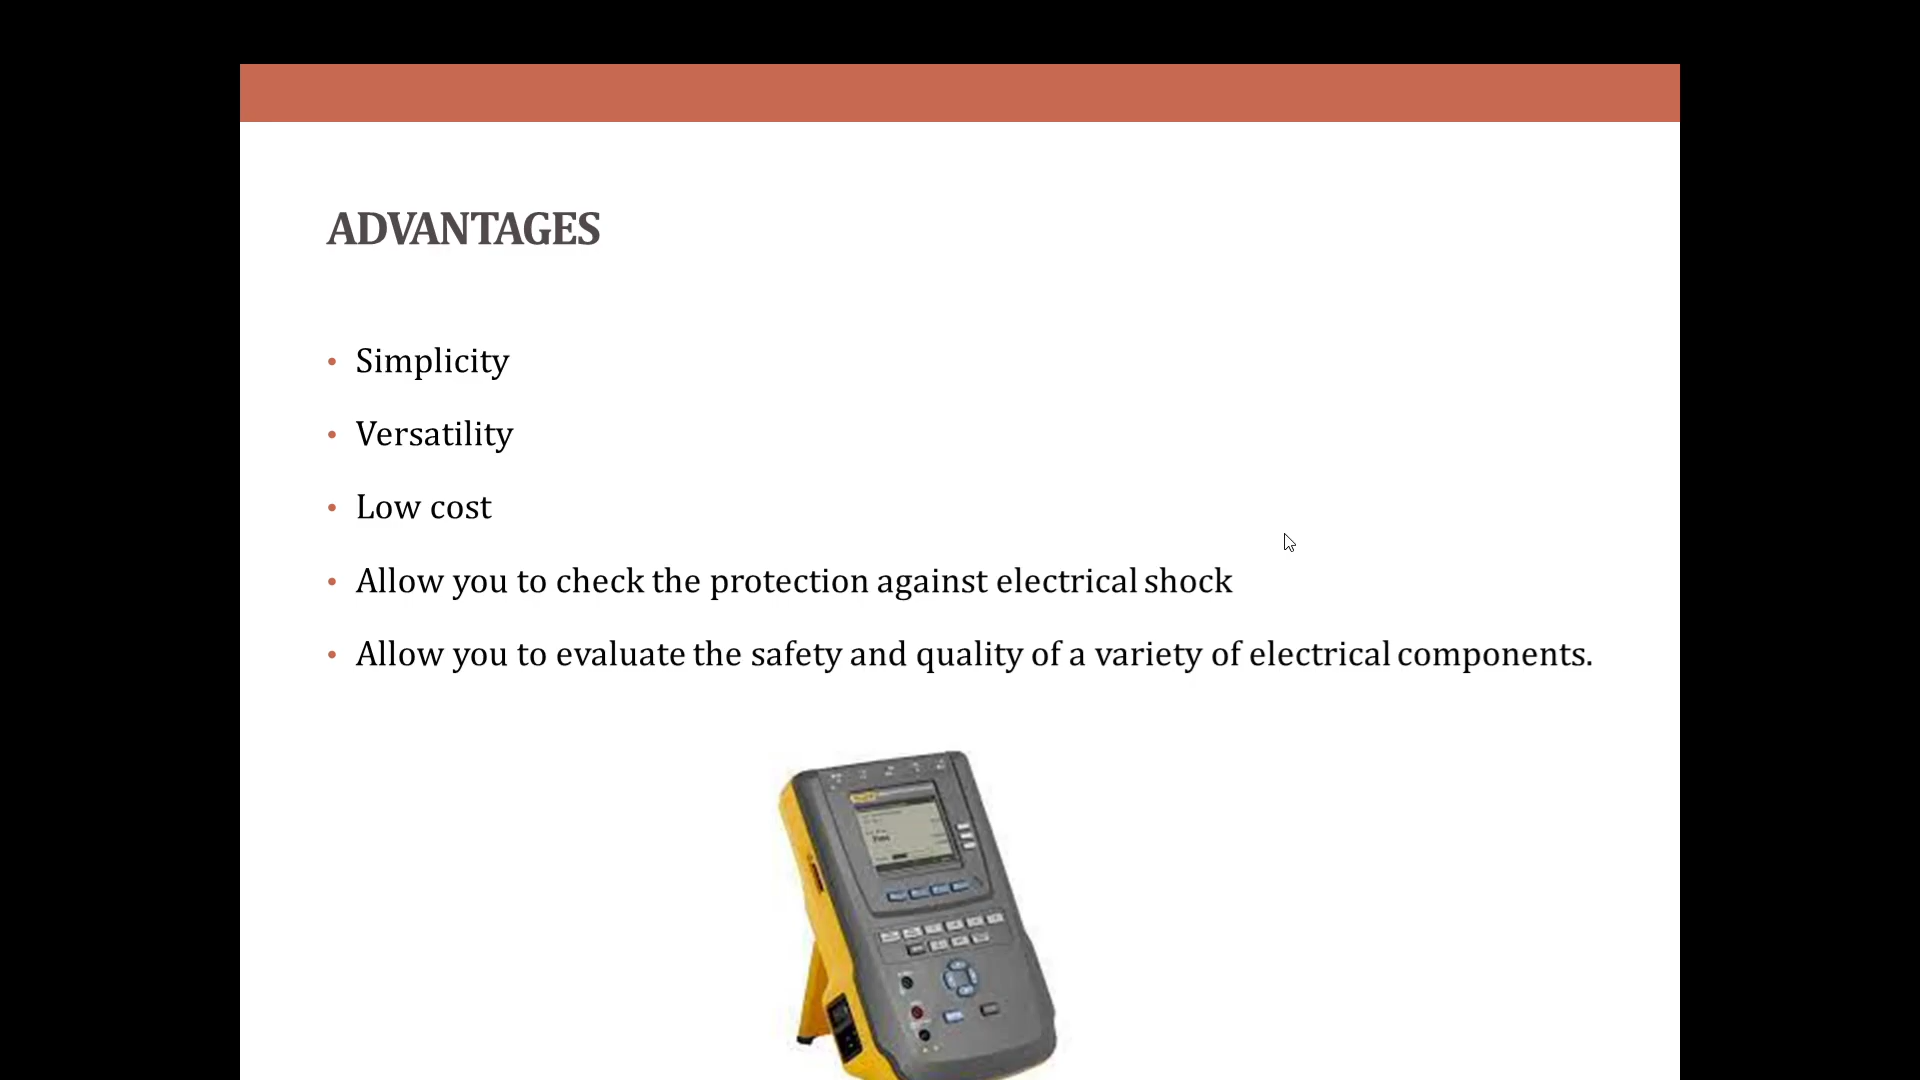 ADVANTAGES
• Simplicity
• Versatility
• Low cost
• Allow you to check the protection against electrical shock
• Allow you to evaluate the safety and quality of a variety of electrical components.